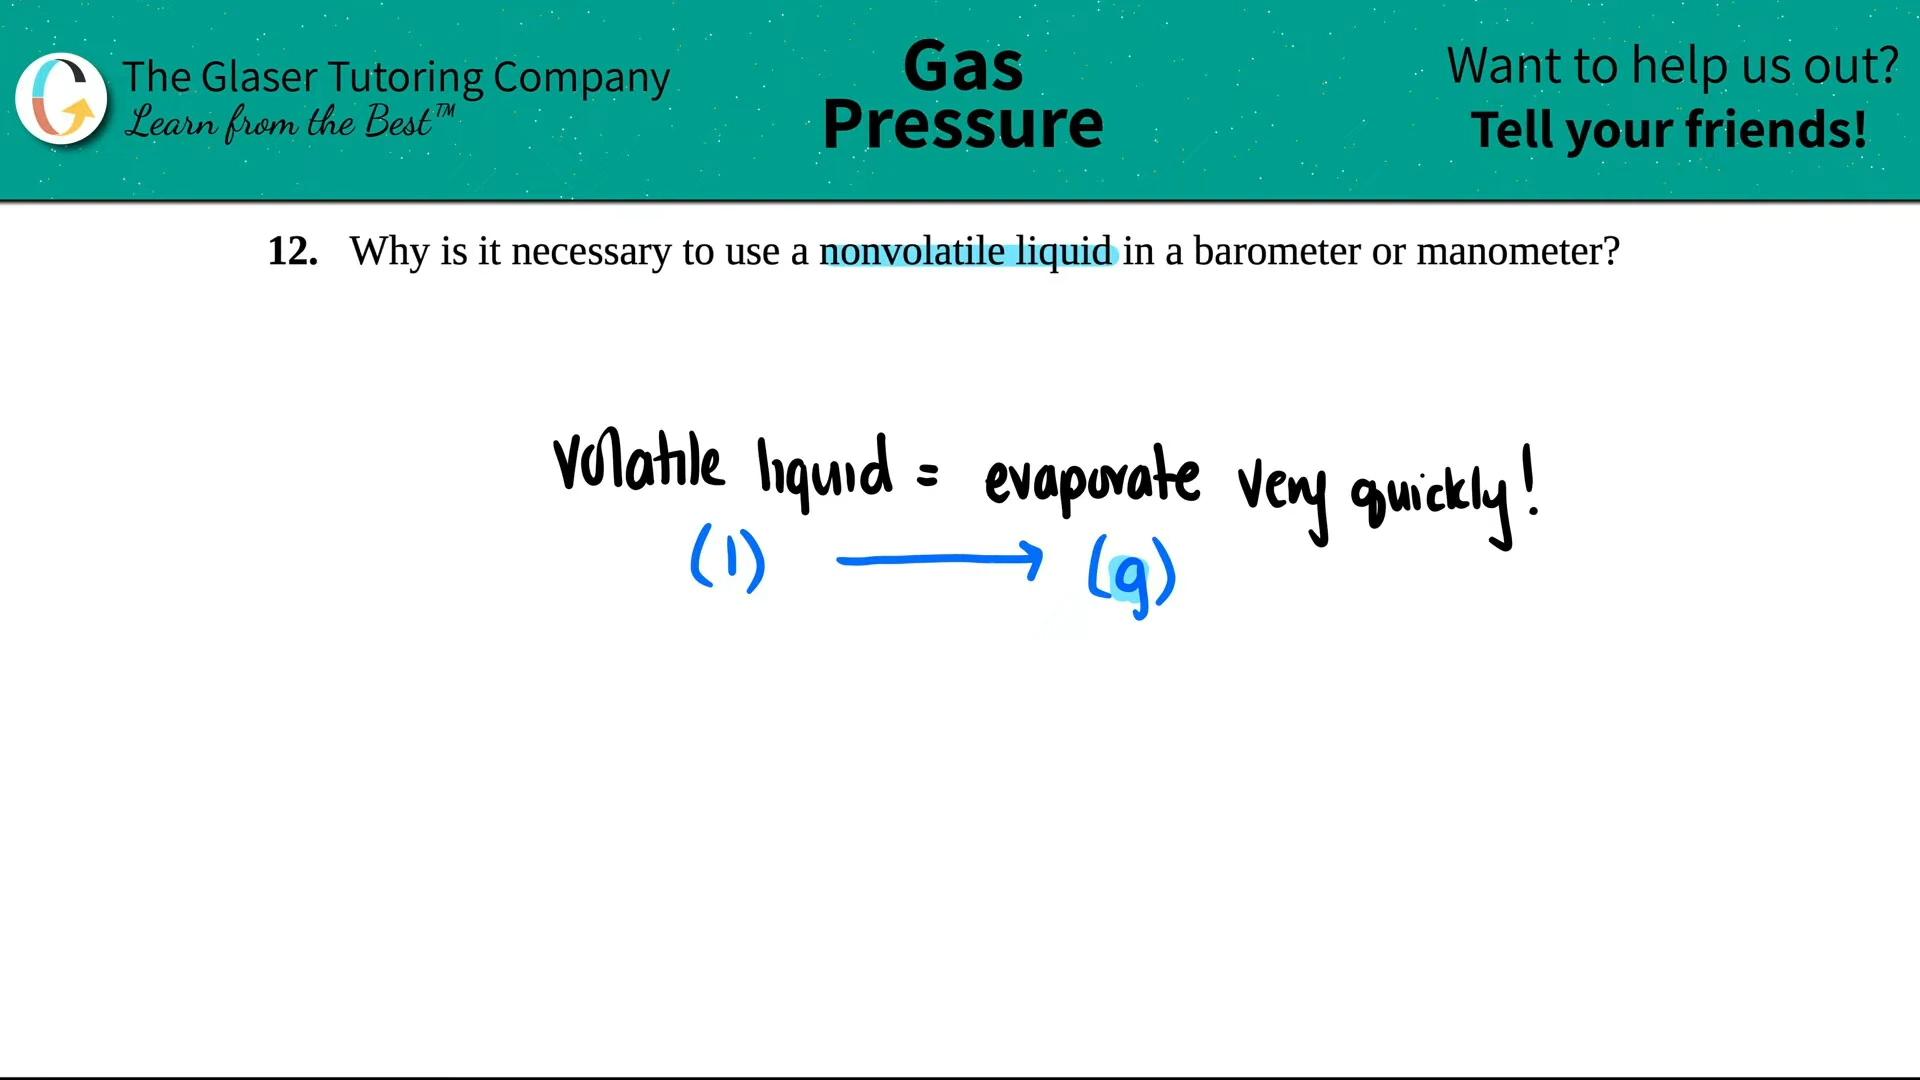 The Glaser Tutoring Company
Learn from the Best™
Gas
Pressure
Want to help us out?
Tell your friends!
12. Why is it necessary to use a nonvolatile liquid in a barometer or manometer?
volatile liquid = evaporate very quickly!
(l) ⟶ (g)